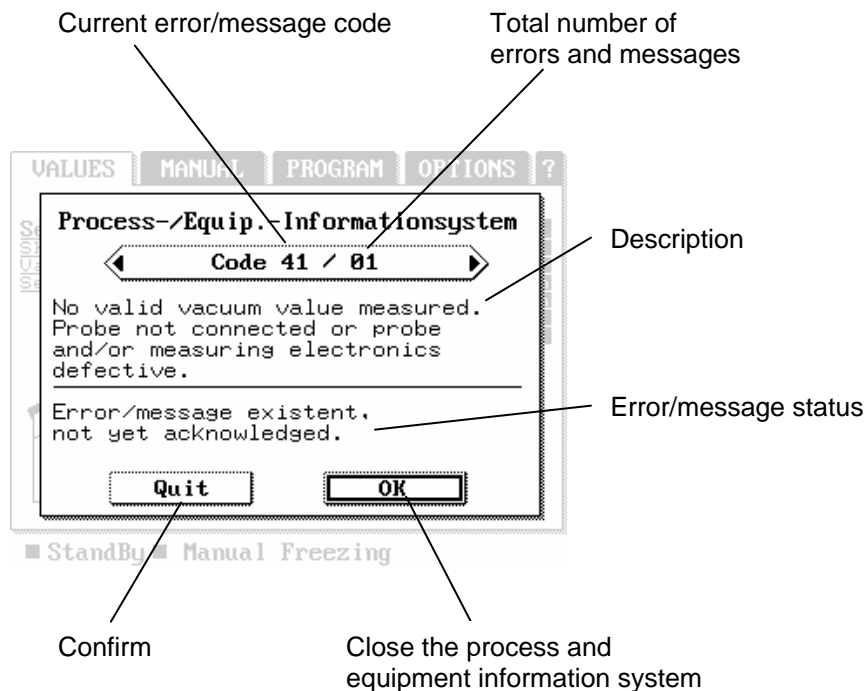 Current error/message code
Total number of
errors and messages
VALUES MANUAL PROGRAM OPTIONS ?
Process-/Equip.-Informationsystem
Code 41 / 01
Description
No valid vacuum value measured.
Probe not connected or probe
and/or measuring electronics
defective.
Error/message existent,
not yet acknowledged.
Error/message status
Quit OK
StandBy Manual Freezing
Confirm
Close the process and
equipment information system